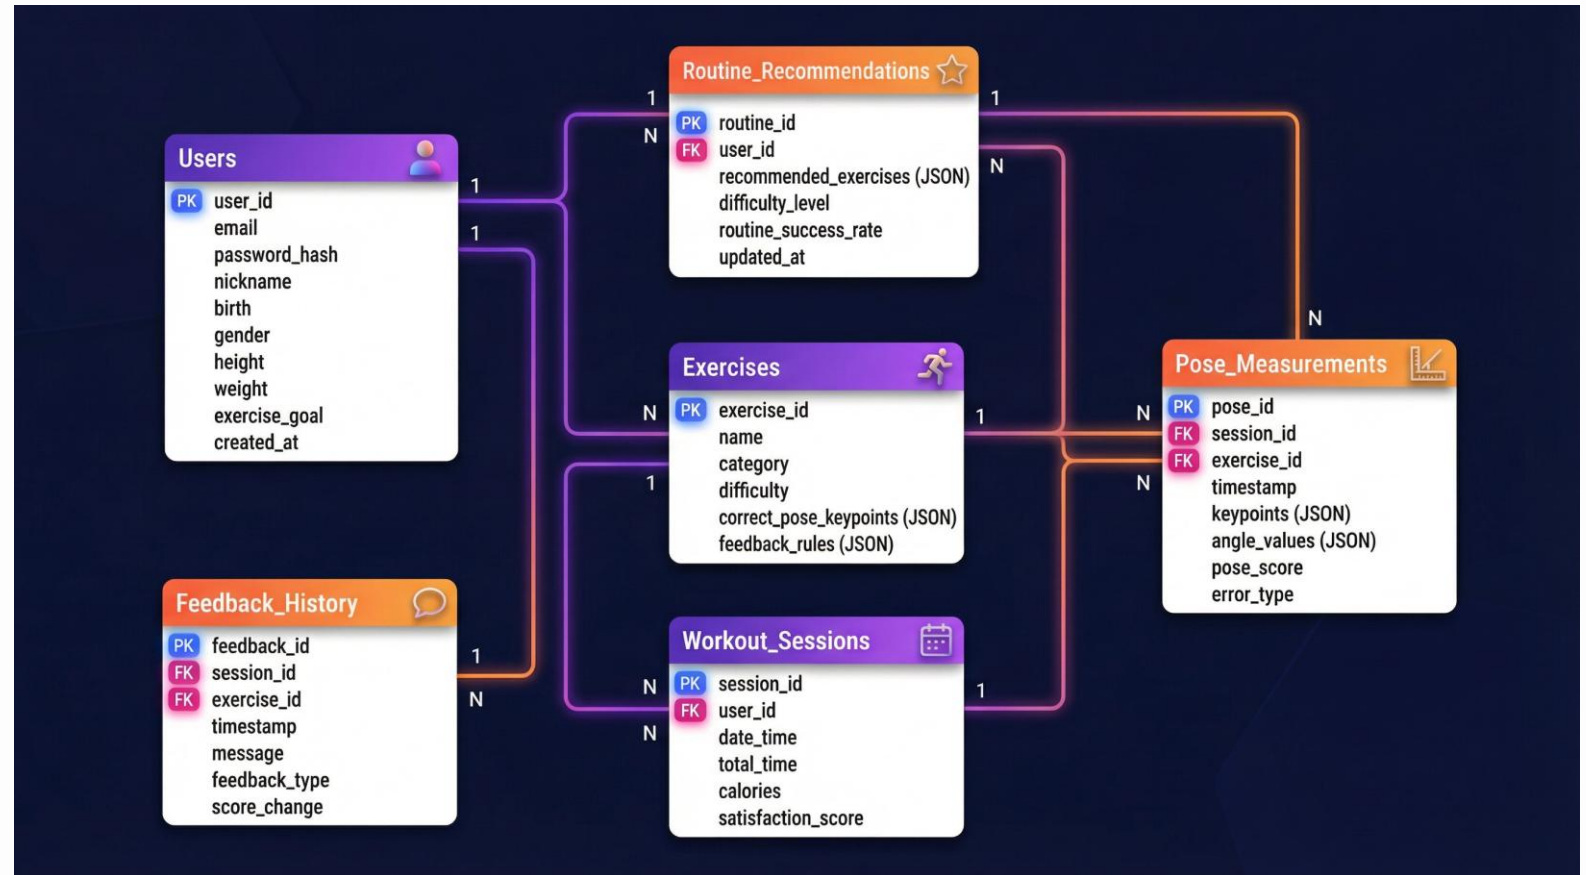 Users
PK user_id
email
password_hash
nickname
birth
gender
height
weight
exercise_goal
created_at
1
1
Feedback_History
PK feedback_id
FK session_id
FK exercise_id
timestamp
message
feedback_type
score_change
1
N
1
N
Routine_Recommendations
PK routine_id
FK user_id
recommended_exercises (JSON)
difficulty_level
routine_success_rate
updated_at
1
N
N
1
Exercises
PK exercise_id
name
category
difficulty
correct_pose_keypoints (JSON)
feedback_rules (JSON)
1
N
N
Workout_Sessions
PK session_id
FK user_id
date_time
total_time
calories
satisfaction_score
1
N
N
N
Pose_Measurements
PK pose_id
FK session_id
FK exercise_id
timestamp
keypoints (JSON)
angle_values (JSON)
pose_score
error_type